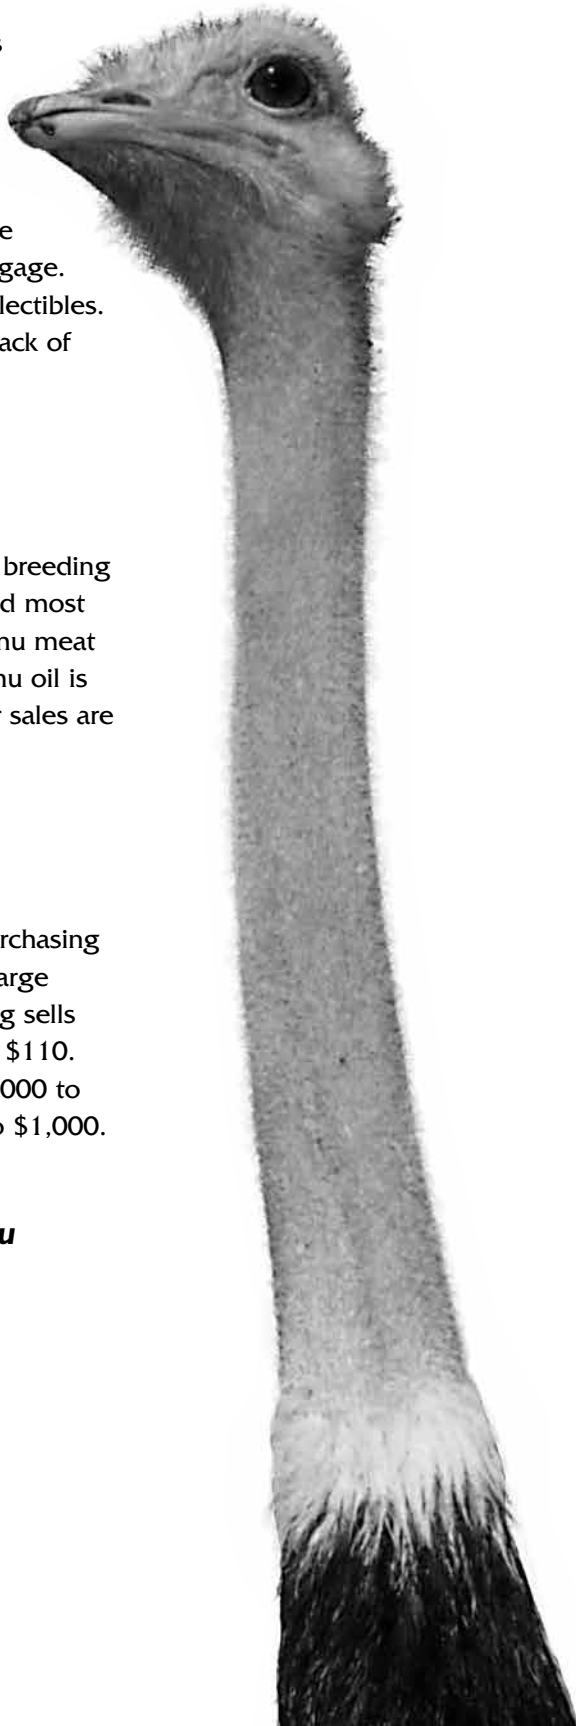 s
e
gage.
lectibles.
ack of
breeding
d most
nu meat
nu oil is
r sales are
rchasing
arge
g sells
$110.
000 to
o $1,000.
u